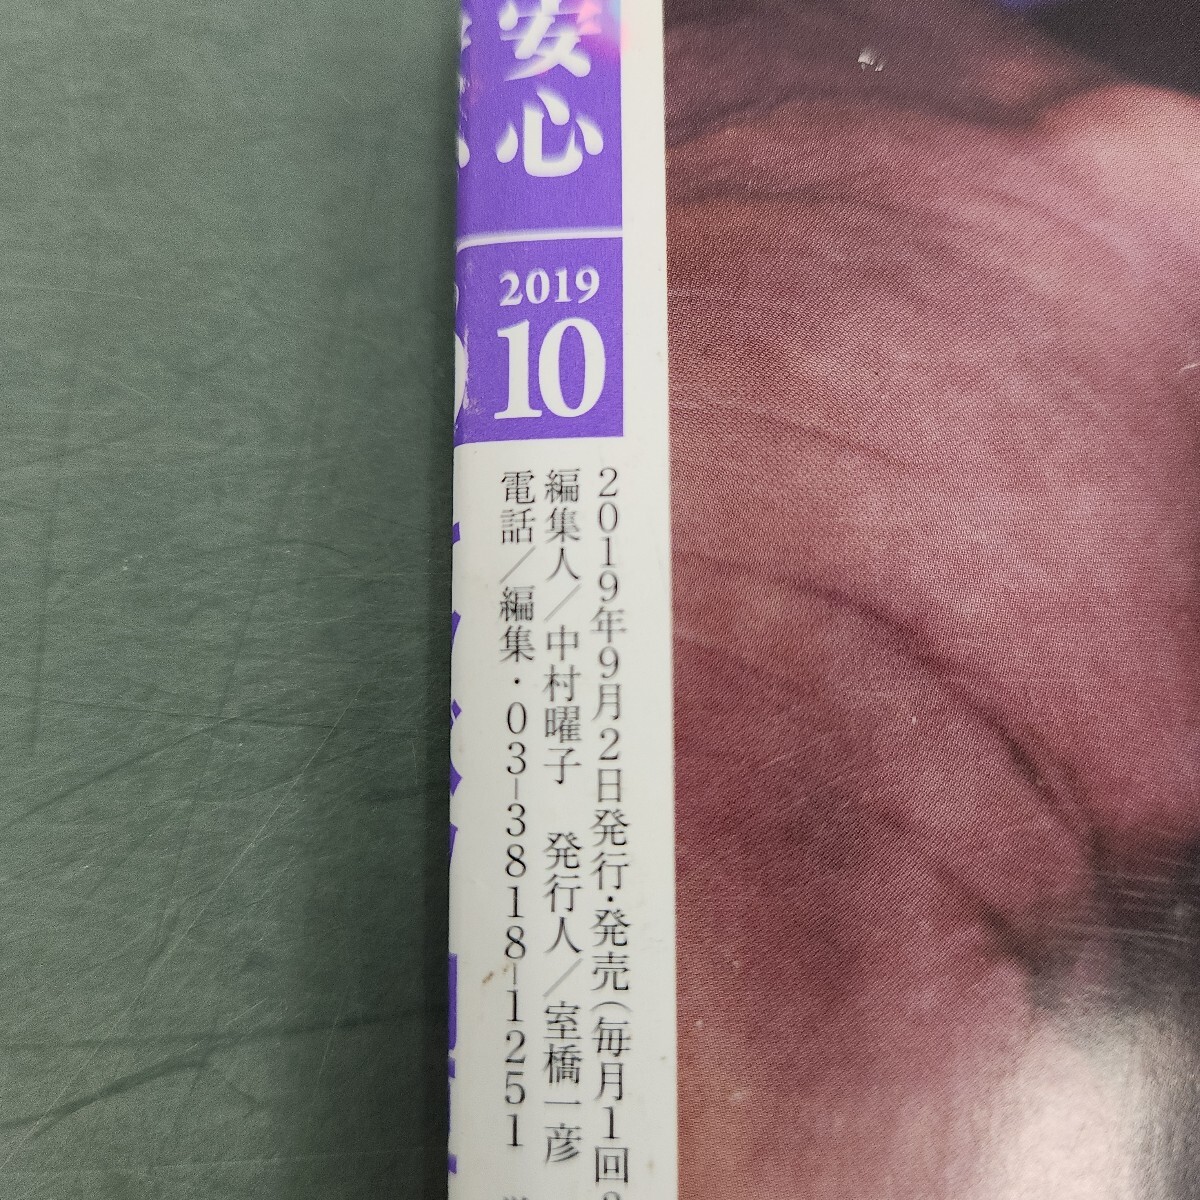 安心
2019
10
2019年9月2日発行・発売（毎月1回
編集人／中村曜子　発行人／室橋一彦
電話／編集・03-3818-1251